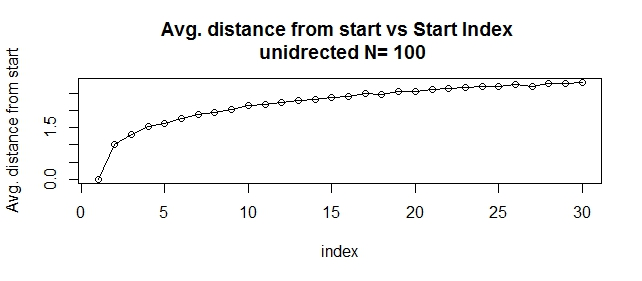 Avg. distance from start vs Start Index
unidrected N= 100
Avg. distance from start
1.5
0.0
0 5 10 15 20 25 30
index